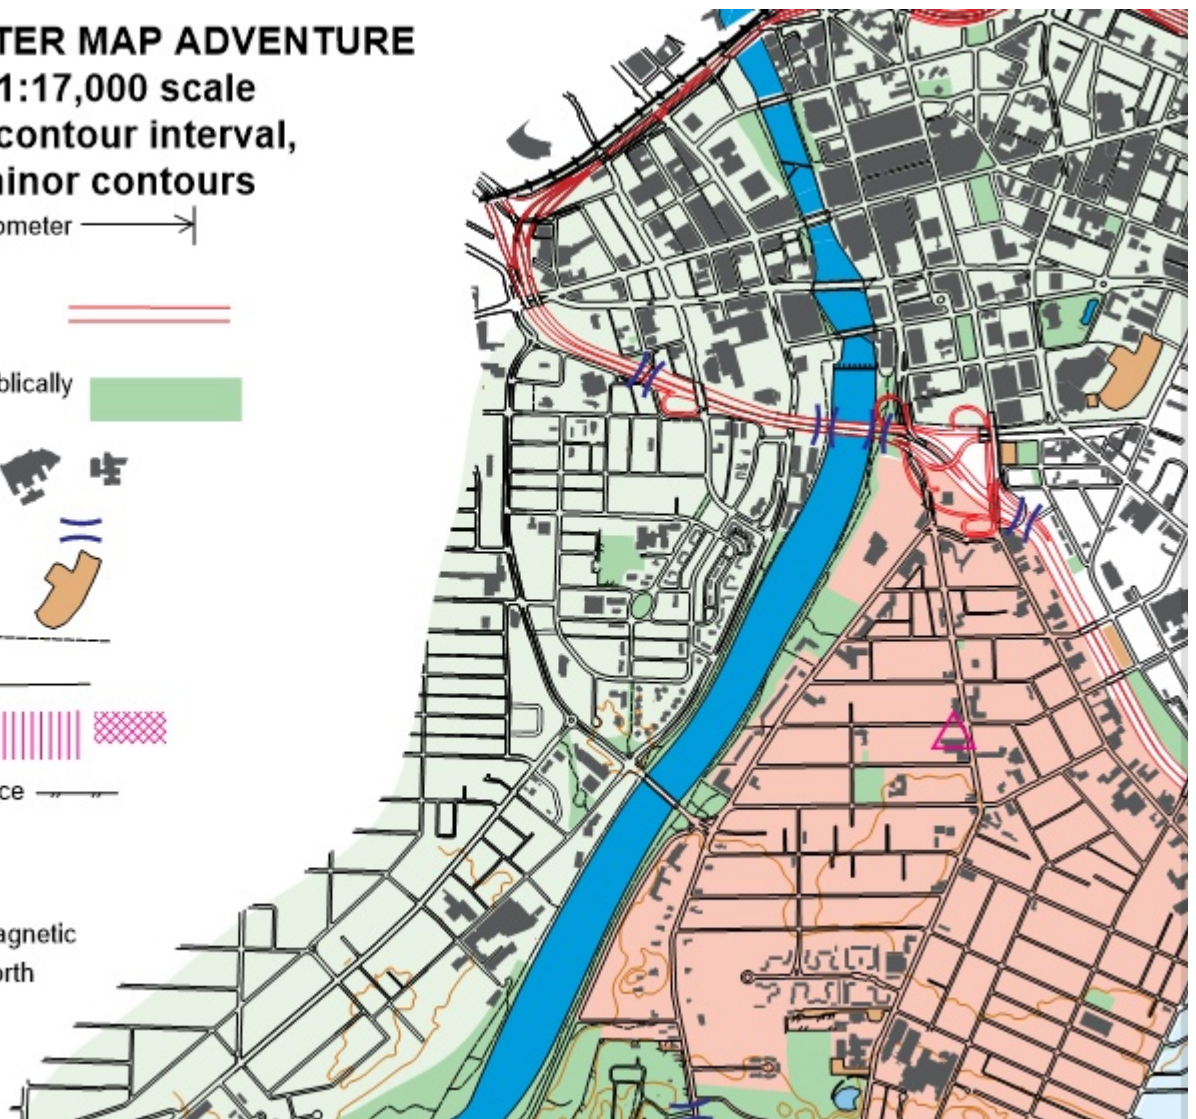 TER MAP ADVENTURE
1:17,000 scale
contour interval,
inor contours
ometer
blically
ce
agnetic
rth